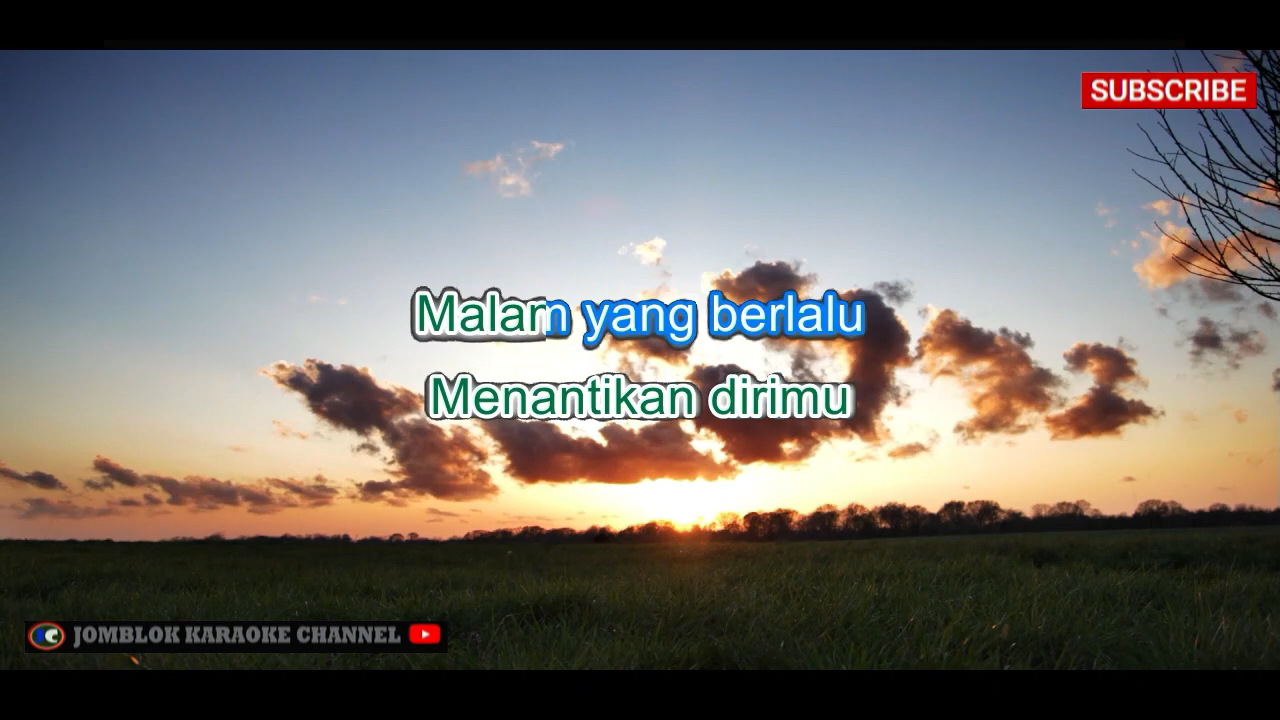 SUBSCRIBE
Malam yang berlalu
Menantikan dirimu
JOMBLOK KARAOKE CHANNEL